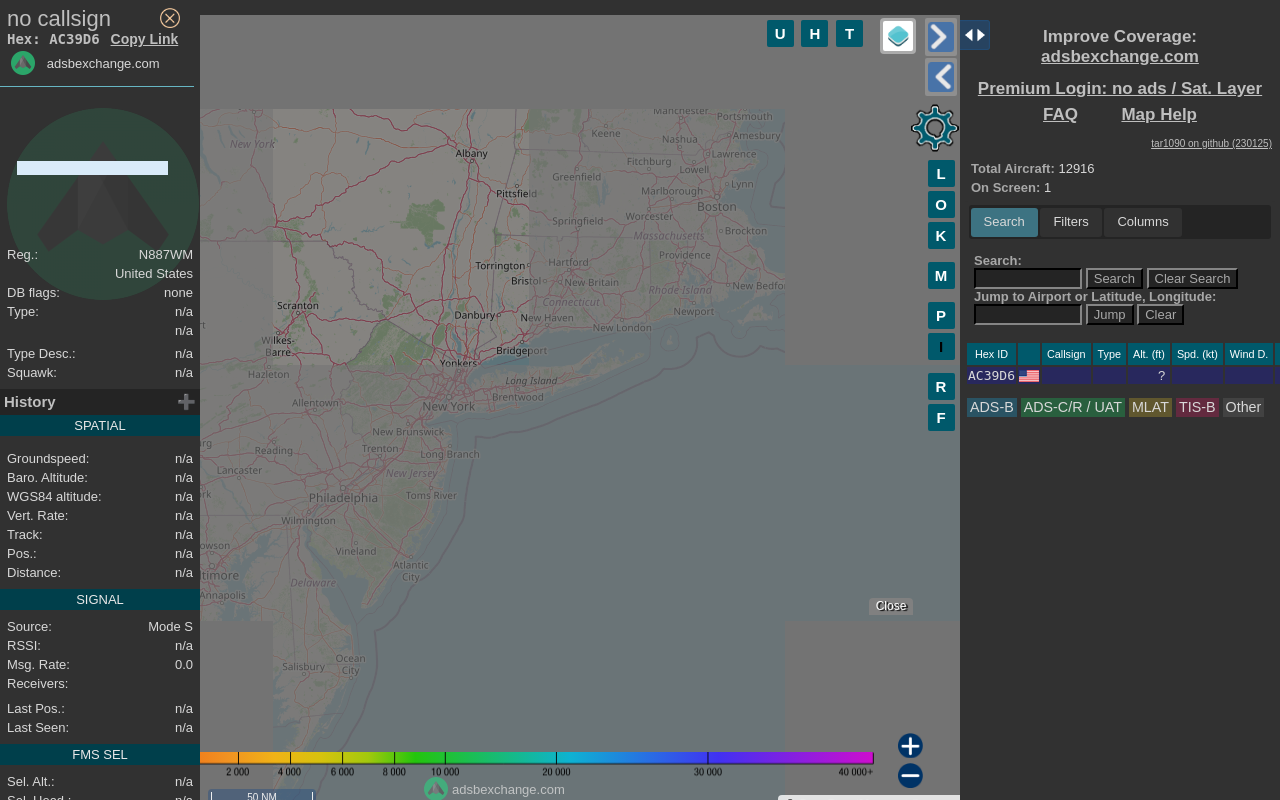 no callsign
Hex: AC39D6 Copy Link
adsbexchange.com
Reg.: N887WM
United States
DB flags: none
Type: n/a
n/a
Type Desc.: n/a
Squawk: n/a
History
SPATIAL
Groundspeed: n/a
Baro. Altitude: n/a
WGS84 altitude: n/a
Vert. Rate: n/a
Track: n/a
Pos.: n/a
Distance: n/a
SIGNAL
Source: Mode S
RSSI: n/a
Msg. Rate: 0.0
Receivers:
Last Pos.: n/a
Last Seen: n/a
FMS SEL
Sel. Alt.: n/a
Sel. Head.: n/a
U H T
L
O
K
M
P
I
R
F
New York
Albany
Pittsfield
Manchester
Portsmouth
Keene
Nashua
Amesbury
Lawrence
Fitchburg
Greenfield
Lowell
Lynn
Marlborough
Worcester
Boston
Springfield
Massachusetts
Brockton
Providence
Torrington
Hartford
Bristol
New Britain
Rhode Island
New Bedfor
Connecticut
Newport
Scranton
Danbury
New Haven
New London
Wilkes-
Barre
Bridgeport
Yonkers
Hazleton
Long Island
Brentwood
Allentown
New York
New Brunswick
Reading
Trenton
Long Branch
Lancaster
New Jersey
Philadelphia
Toms River
Wilmington
Vineland
Atlantic
City
Delaware
Annapolis
Salisbury
Ocean
City
Close
2 000 4 000 6 000 8 000 10 000 20 000 30 000 40 000+
adsbexchange.com
50 NM
Improve Coverage:
adsbexchange.com
Premium Login: no ads / Sat. Layer
FAQ Map Help
tar1090 on github (230125)
Total Aircraft: 12916
On Screen: 1
Search Filters Columns
Search:
Search Clear Search
Jump to Airport or Latitude, Longitude:
Jump Clear
Hex ID Callsign Type Alt. (ft) Spd. (kt) Wind D.
AC39D6 ?
ADS-B ADS-C/R / UAT MLAT TIS-B Other